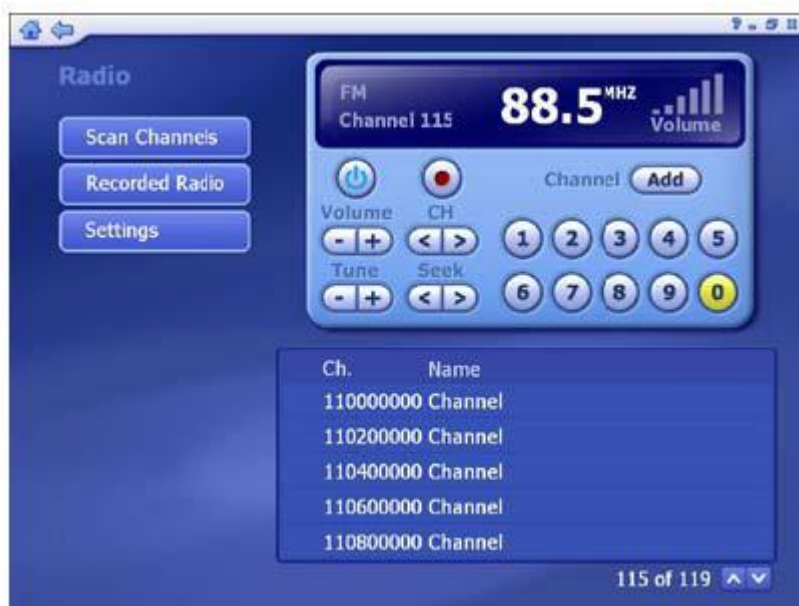 Radio
Scan Channels
Recorded Radio
Settings
FM
Channel 115
88.5 MHZ
Volume
Channel Add
Volume CH
- + < >
Tune Seek
- + < >
1 2 3 4 5
6 7 8 9 0
Ch. Name
110000000 Channel
110200000 Channel
110400000 Channel
110600000 Channel
110800000 Channel
115 of 119